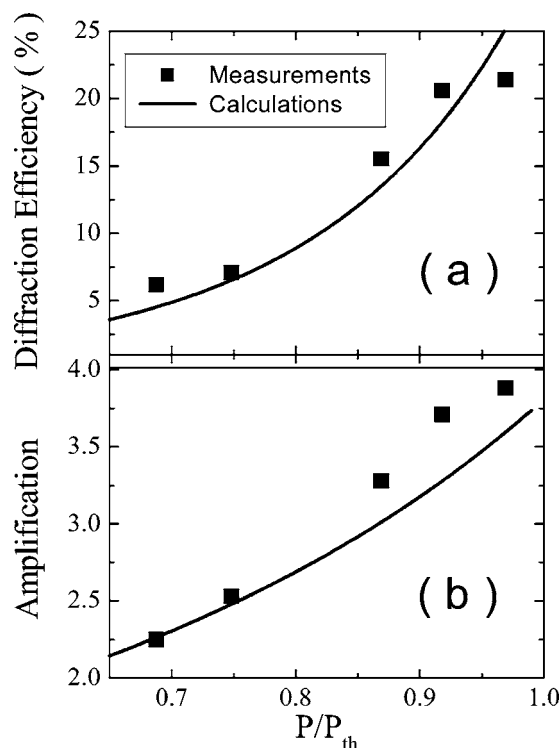 Diffraction Efficiency ( % )
25
20
15
10
5
Measurements
Calculations
( a )
Amplification
4.0
3.5
3.0
2.5
2.0
( b )
0.7 0.8 0.9 1.0
P/Pth